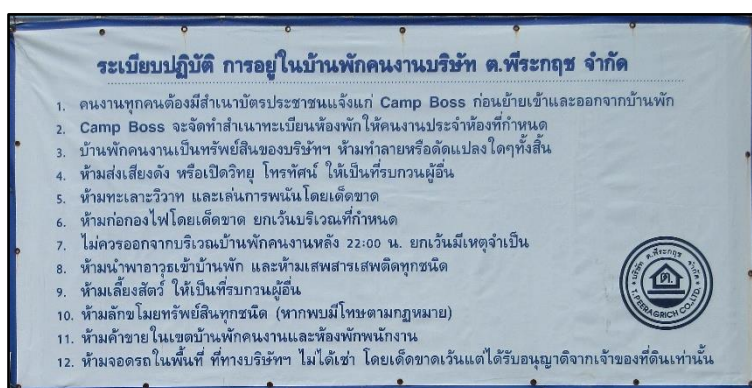 ระเบียบปฏิบัติ การอยู่ในบ้านพักคนงานบริษัท ต.พีระกฤช จำกัด
1. คนงานทุกคนต้องมีสำเนาบัตรประชาชนแจ้งแก่ Camp Boss ก่อนย้ายเข้าและออกจากบ้านพัก
2. Camp Boss จะจัดทำสำเนาทะเบียนห้องพักให้คนงานประจำห้องที่กำหนด
3. บ้านพักคนงานเป็นทรัพย์สินของบริษัทฯ ห้ามทำลายหรือดัดแปลงใดๆทั้งสิ้น
4. ห้ามส่งเสียงดัง หรือเปิดวิทยุ โทรทัศน์ ให้เป็นที่รบกวนผู้อื่น
5. ห้ามทะเลาะวิวาท และเล่นการพนันโดยเด็ดขาด
6. ห้ามก่อกองไฟโดยเด็ดขาด ยกเว้นบริเวณที่กำหนด
7. ไม่ควรออกจากบริเวณบ้านพักคนงานหลัง 22:00 น. ยกเว้นมีเหตุจำเป็น
8. ห้ามนำพาอาวุธเข้าบ้านพัก และห้ามเสพสารเสพติดทุกชนิด
9. ห้ามเลี้ยงสัตว์ ให้เป็นที่รบกวนผู้อื่น
10. ห้ามลักขโมยทรัพย์สินทุกชนิด (หากพบมีโทษตามกฎหมาย)
11. ห้ามค้าขายในเขตบ้านพักคนงานและห้องพักพนักงาน
12. ห้ามจอดรถในพื้นที่ ที่ทางบริษัทฯ ไม่ได้เช่า โดยเด็ดขาดเว้นแต่ได้รับอนุญาติจากเจ้าของที่ดินเท่านั้น
บริษัท ต.พีระกฤช จำกัด
ต.
T.PEERAGRICH CO.,LTD.